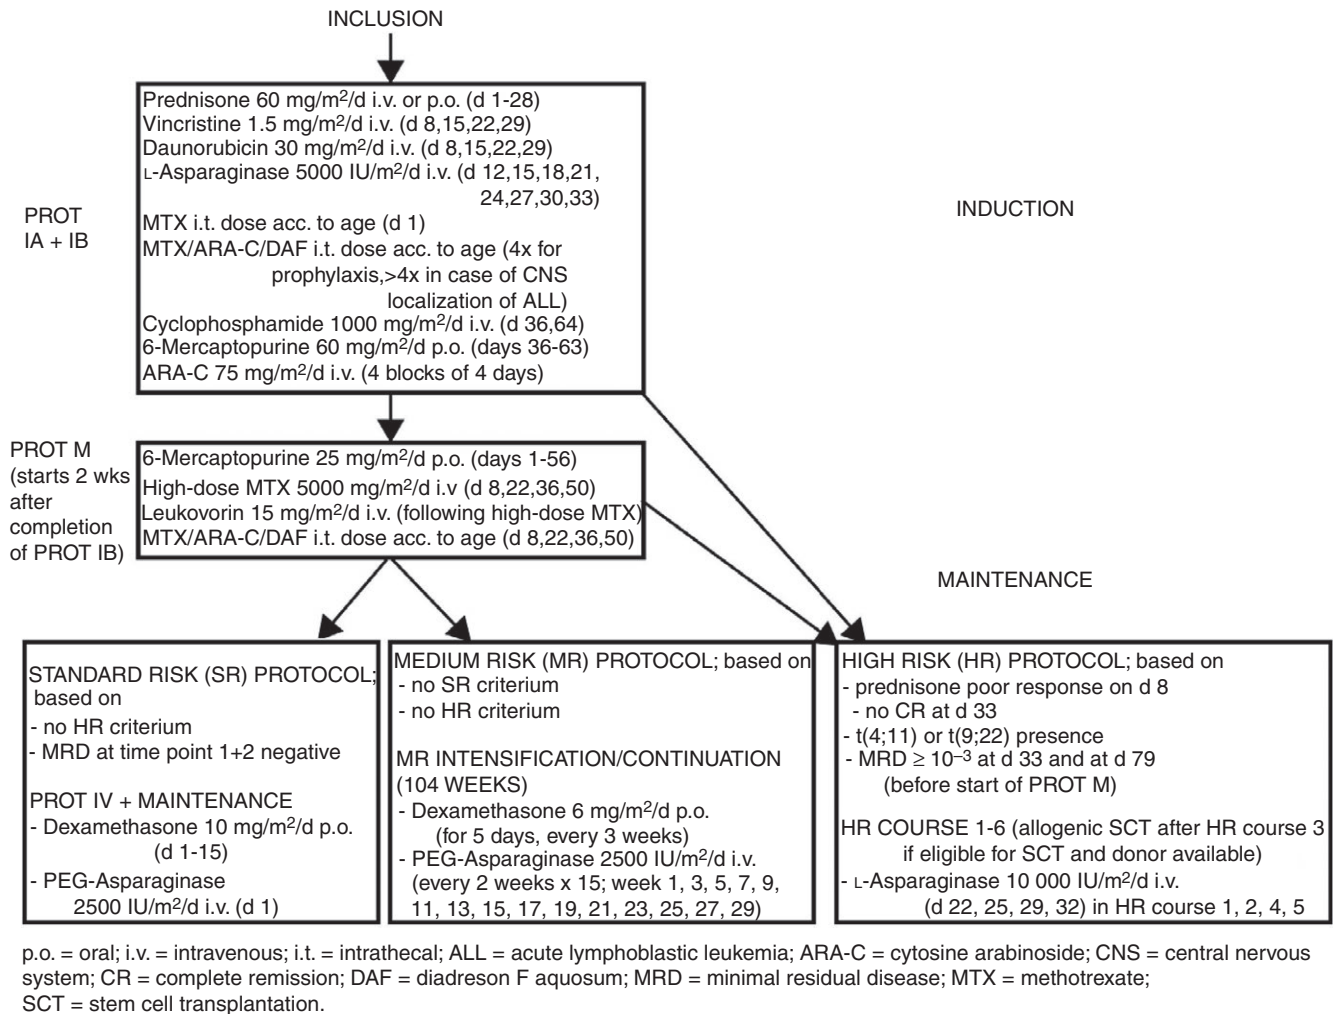 INCLUSION
Prednisone 60 mg/m²/d i.v. or p.o. (d 1-28)
Vincristine 1.5 mg/m²/d i.v. (d 8,15,22,29)
Daunorubicin 30 mg/m²/d i.v. (d 8,15,22,29)
L-Asparaginase 5000 IU/m²/d i.v. (d 12,15,18,21,
24,27,30,33)
MTX i.t. dose acc. to age (d 1)
MTX/ARA-C/DAF i.t. dose acc. to age (4x for
prophylaxis,>4x in case of CNS
localization of ALL)
Cyclophosphamide 1000 mg/m²/d i.v. (d 36,64)
6-Mercaptopurine 60 mg/m²/d p.o. (days 36-63)
ARA-C 75 mg/m²/d i.v. (4 blocks of 4 days)
PROT
IA + IB
INDUCTION
PROT M
(starts 2 wks
after
completion
of PROT IB)
6-Mercaptopurine 25 mg/m²/d p.o. (days 1-56)
High-dose MTX 5000 mg/m²/d i.v (d 8,22,36,50)
Leukovorin 15 mg/m²/d i.v. (following high-dose MTX)
MTX/ARA-C/DAF i.t. dose acc. to age (d 8,22,36,50)
MAINTENANCE
STANDARD RISK (SR) PROTOCOL;
based on
- no HR criterium
- MRD at time point 1+2 negative
PROT IV + MAINTENANCE
- Dexamethasone 10 mg/m²/d p.o.
(d 1-15)
- PEG-Asparaginase
2500 IU/m²/d i.v. (d 1)
MEDIUM RISK (MR) PROTOCOL; based on
- no SR criterium
- no HR criterium
MR INTENSIFICATION/CONTINUATION
(104 WEEKS)
- Dexamethasone 6 mg/m²/d p.o.
(for 5 days, every 3 weeks)
- PEG-Asparaginase 2500 IU/m²/d i.v.
(every 2 weeks x 15; week 1, 3, 5, 7, 9,
11, 13, 15, 17, 19, 21, 23, 25, 27, 29)
HIGH RISK (HR) PROTOCOL; based on
- prednisone poor response on d 8
- no CR at d 33
- t(4;11) or t(9;22) presence
- MRD ≥ 10⁻³ at d 33 and at d 79
(before start of PROT M)
HR COURSE 1-6 (allogenic SCT after HR course 3
if eligible for SCT and donor available)
- L-Asparaginase 10 000 IU/m²/d i.v.
(d 22, 25, 29, 32) in HR course 1, 2, 4, 5
p.o. = oral; i.v. = intravenous; i.t. = intrathecal; ALL = acute lymphoblastic leukemia; ARA-C = cytosine arabinoside; CNS = central nervous
system; CR = complete remission; DAF = diadreson F aquosum; MRD = minimal residual disease; MTX = methotrexate;
SCT = stem cell transplantation.